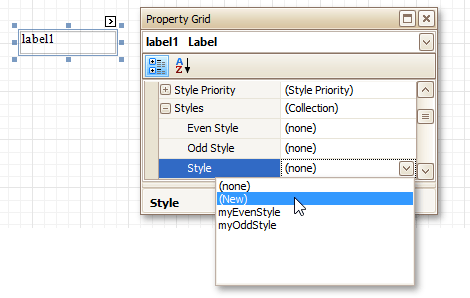 label1
Property Grid
label1 Label
A
Z
Style Priority (Style Priority)
Styles (Collection)
Even Style (none)
Odd Style (none)
Style (none)
(none)
(New)
myEvenStyle
myOddStyle
Style